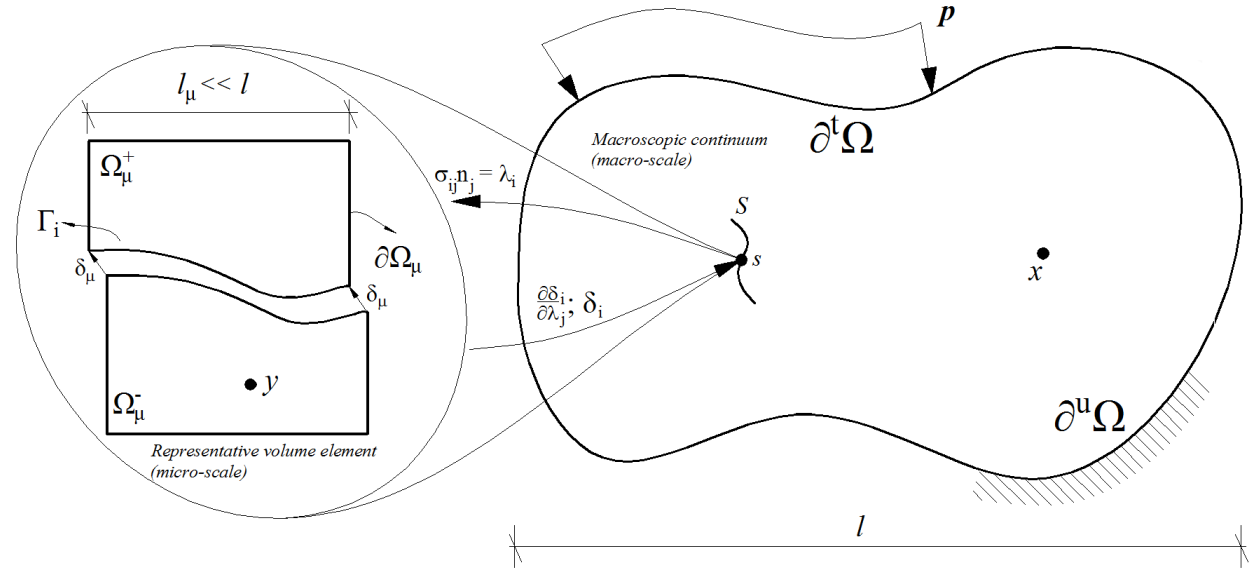 p
l_μ << l
∂ᵗΩ
Macroscopic continuum
(macro-scale)
Ω_μ^+
σ_ij n_j = λ_i
S
Γ_i
∂Ω_μ
s
x
δ_μ
δ_μ
∂δ_i/∂λ_j; δ_i
y
Ω_μ^-
∂ᵘΩ
Representative volume element
(micro-scale)
l